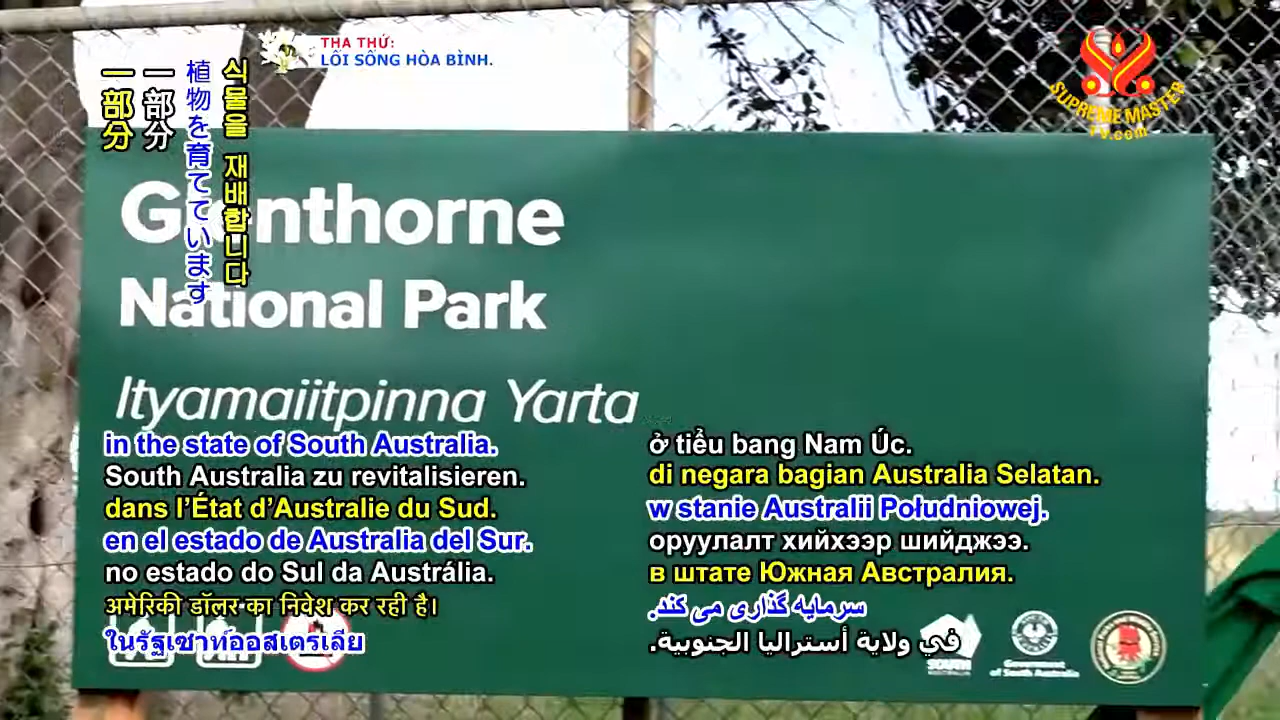 THA THỨ:
LỐI SỐNG HÒA BÌNH.
SUPREME MASTER
TV.com
一部分
一部分
植物を育てています
식물을 재배합니다
Glenthorne
National Park
Ityamaiitpinna Yarta
in the state of South Australia.
South Australia zu revitalisieren.
dans l’État d’Australie du Sud.
en el estado de Australia del Sur.
no estado do Sul da Austrália.
अमेरिकी डॉलर का निवेश कर रही है।
ในรัฐเซาท์ออสเตรเลีย
ở tiểu bang Nam Úc.
di negara bagian Australia Selatan.
w stanie Australii Południowej.
оруулалт хийхээр шийджээ.
в штате Южная Австралия.
سرمایه گذاری می کند.
في ولاية أستراليا الجنوبية.
SOUTH
Government
of South Australia